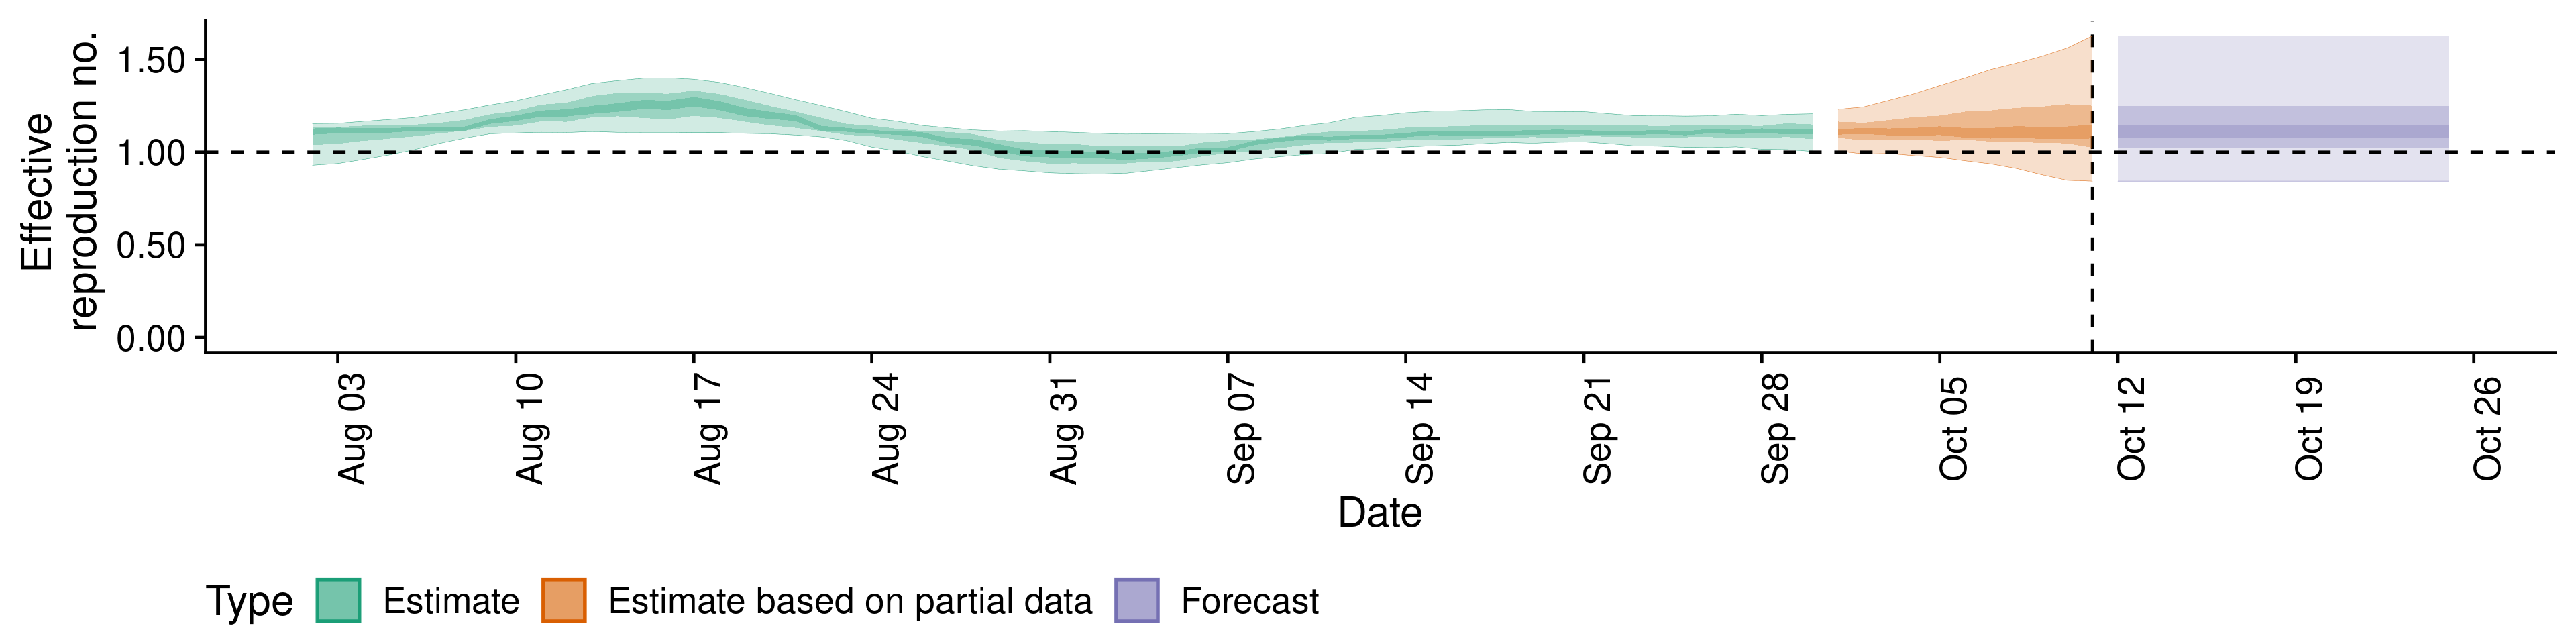 Effective
reproduction no.
1.50
1.00
0.50
0.00
Aug 03
Aug 10
Aug 17
Aug 24
Aug 31
Sep 07
Sep 14
Sep 21
Sep 28
Oct 05
Oct 12
Oct 19
Oct 26
Date
Type Estimate Estimate based on partial data Forecast